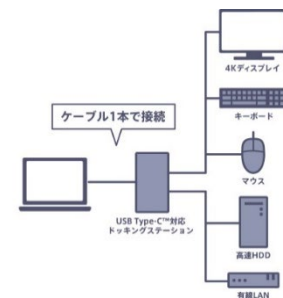 4Kディスプレイ
キーボード
ケーブル1本で接続
マウス
USB Type-C™対応
ドッキングステーション
高速HDD
有線LAN